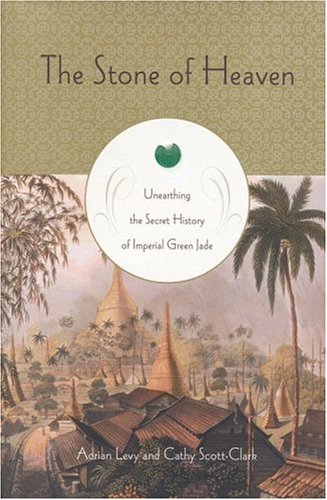 The Stone of Heaven
Unearthing
the Secret History
of Imperial Green Jade
Adrian Levy and Cathy Scott-Clark